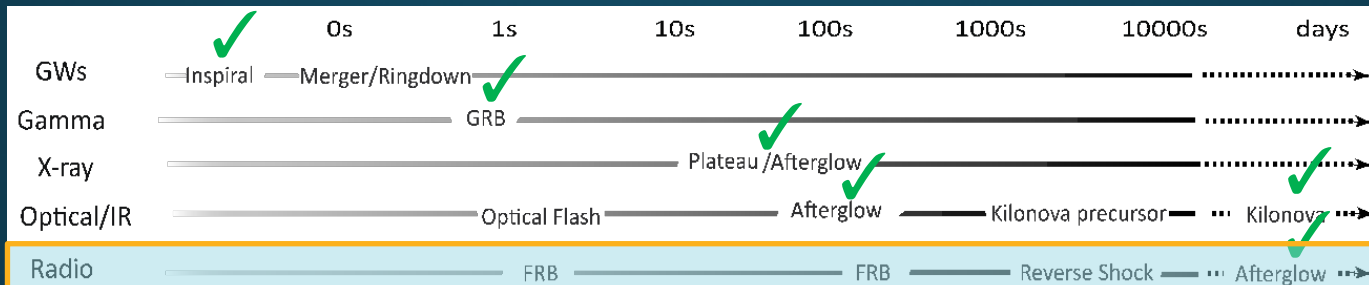 0s 1s 10s 100s 1000s 10000s days
GWs Inspiral Merger/Ringdown
Gamma GRB
X-ray Plateau /Afterglow
Optical/IR Optical Flash Afterglow Kilonova precursor Kilonova
Radio FRB FRB Reverse Shock Afterglow